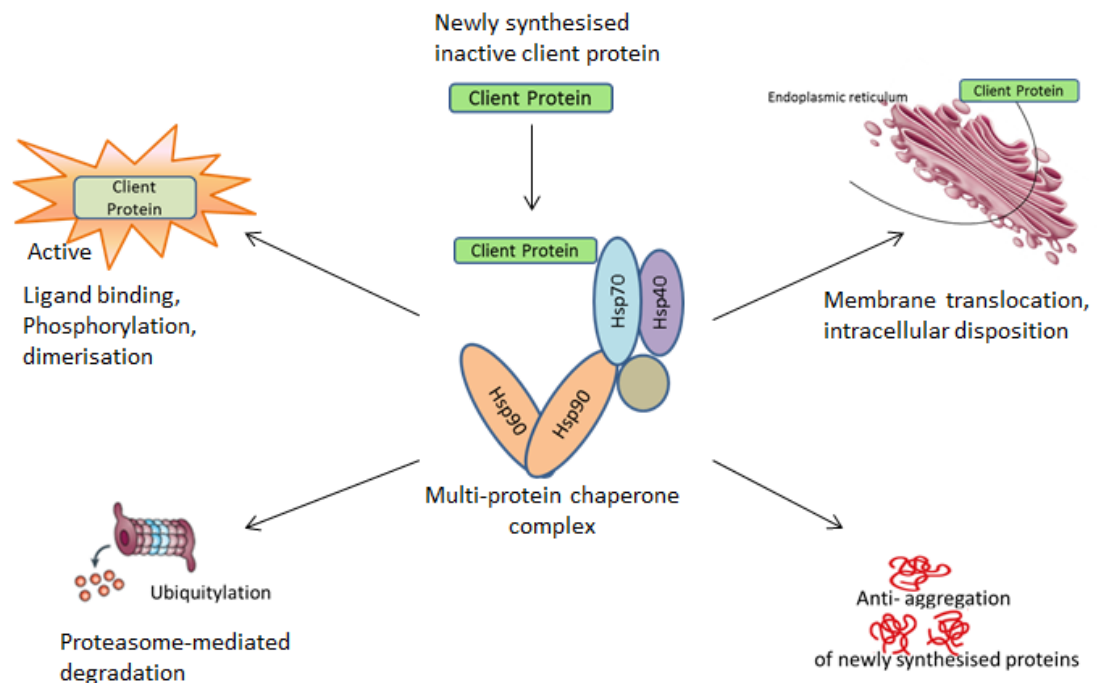 Newly synthesised
inactive client protein
Client Protein
Endoplasmic reticulum
Client Protein
Client
Protein
Active
Ligand binding,
Phosphorylation,
dimerisation
Client Protein
Hsp70
Hsp40
Hsp90
Hsp90
Membrane translocation,
intracellular disposition
Multi-protein chaperone
complex
Ubiquitylation
Proteasome-mediated
degradation
Anti- aggregation
of newly synthesised proteins